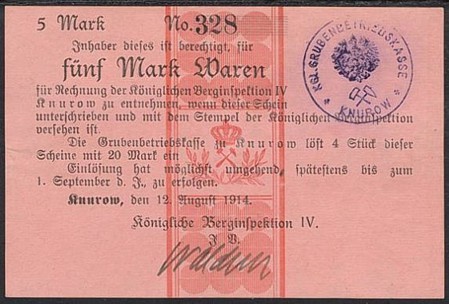 5 Mark No. 328
Inhaber dieses ist berechtigt, für
fünf Mark Waren
für Rechnung der Königlichen Berginspektion IV
Knurow zu entnehmen, wenn dieser Schein
unterschrieben und mit dem Stempel der Königlichen Berginspektion
versehen ist.
Die Grubenbetriebskasse zu Knurow löst 4 Stück dieser
Scheine mit 20 Mark ein
Einlösung hat möglichst umgehend, spätestens bis zum
1. September d. J., zu erfolgen.
Knurow, den 12. August 1914.
Königliche Berginspektion IV.
J. V.
KGL. GRUBENBETRIEBSKASSE
* KNUROW *